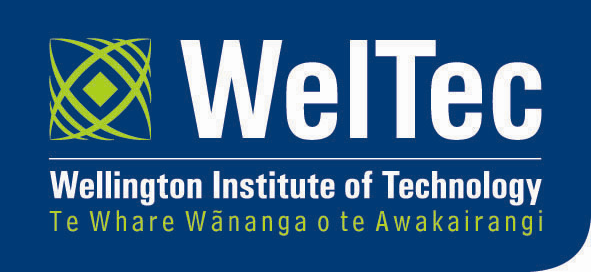 WelTec
Wellington Institute of Technology
Te Whare Wānanga o te Awakairangi